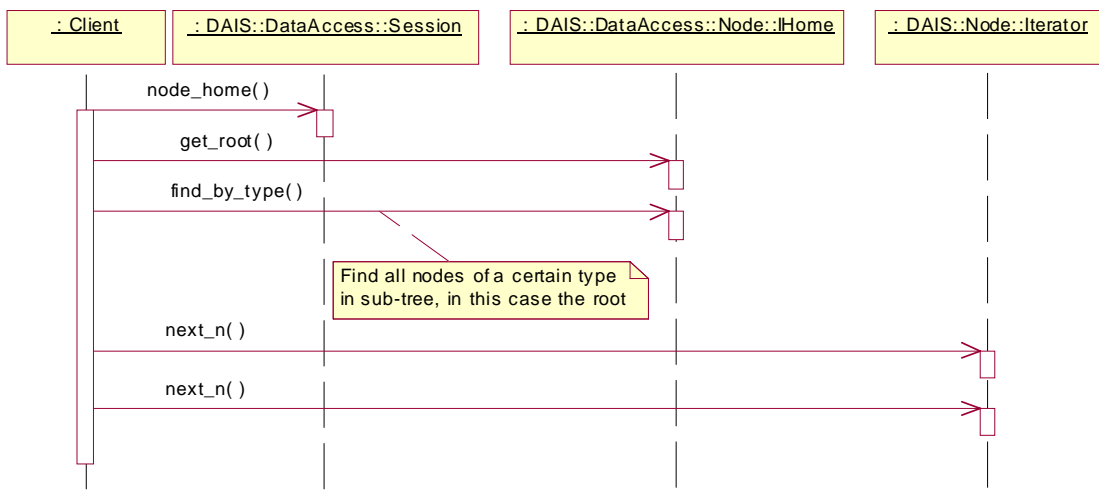 : Client
: DAIS::DataAccess::Session
: DAIS::DataAccess::Node::IHome
: DAIS::Node::Iterator
node_home( )
get_root( )
find_by_type( )
Find all nodes of a certain type
in sub-tree, in this case the root
next_n( )
next_n( )